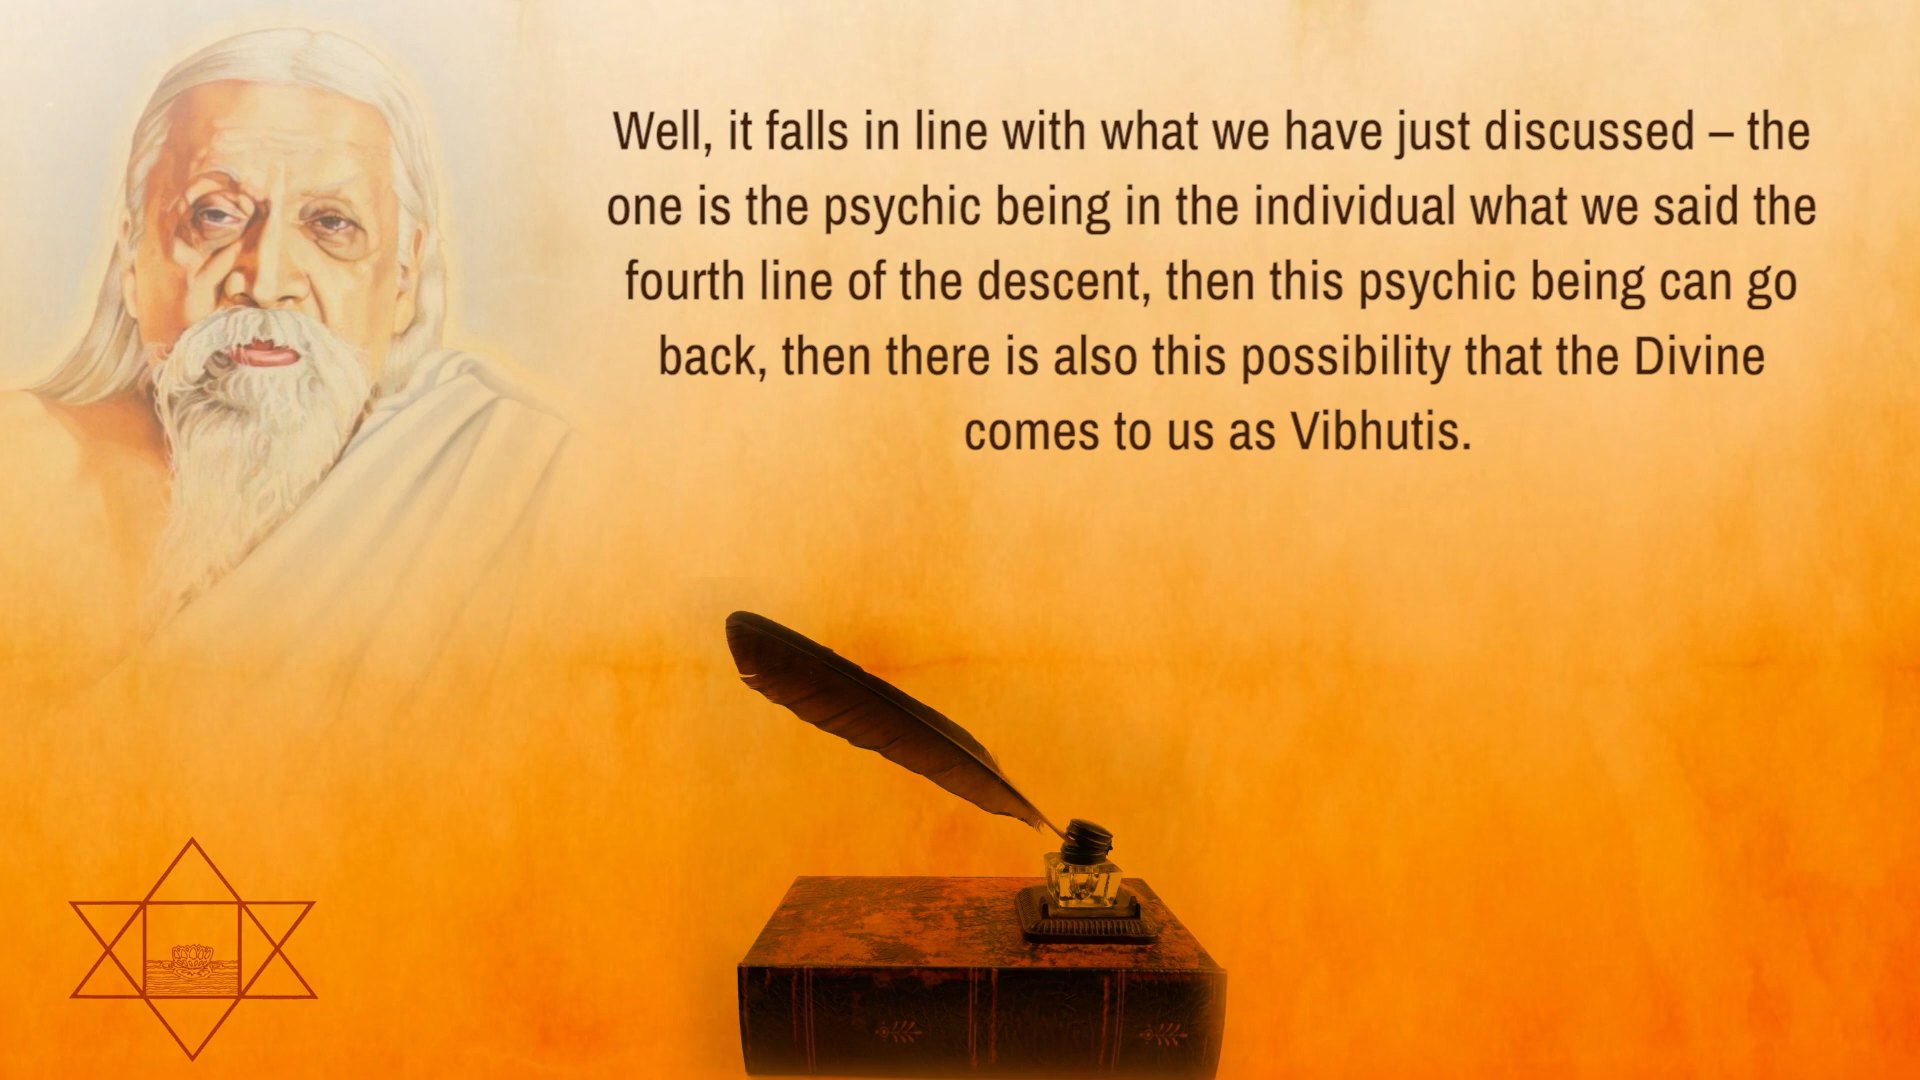 Well, it falls in line with what we have just discussed – the
one is the psychic being in the individual what we said the
fourth line of the descent, then this psychic being can go
back, then there is also this possibility that the Divine
comes to us as Vibhutis.